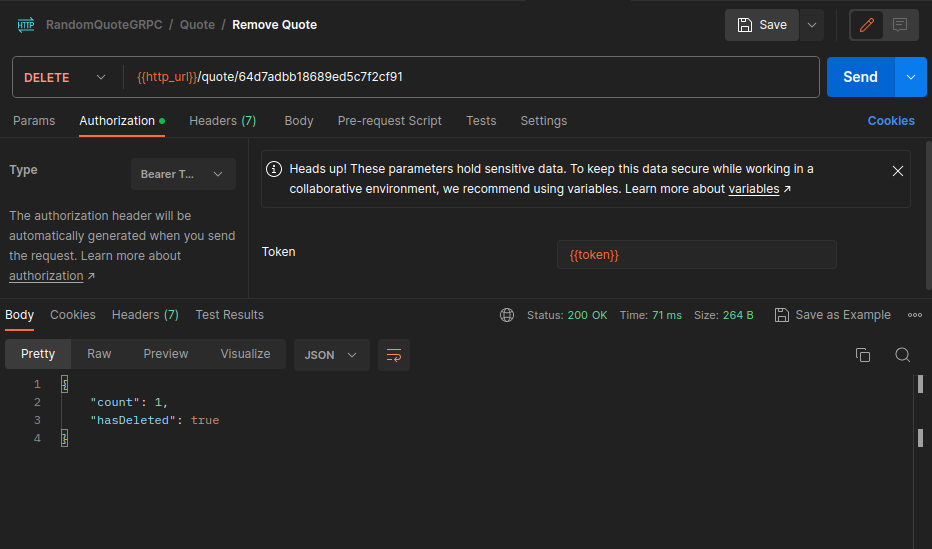 HTTP RandomQuoteGRPC / Quote / Remove Quote Save
DELETE {{http_url}}/quote/64d7adbb18689ed5c7f2cf91 Send
Params Authorization Headers (7) Body Pre-request Script Tests Settings Cookies
Type Bearer T...
The authorization header will be
automatically generated when you send
the request. Learn more about
authorization ↗
Heads up! These parameters hold sensitive data. To keep this data secure while working in a
collaborative environment, we recommend using variables. Learn more about variables ↗
Token {{token}}
Body Cookies Headers (7) Test Results Status: 200 OK Time: 71 ms Size: 264 B Save as Example
Pretty Raw Preview Visualize JSON
1 {
2 "count": 1,
3 "hasDeleted": true
4 }